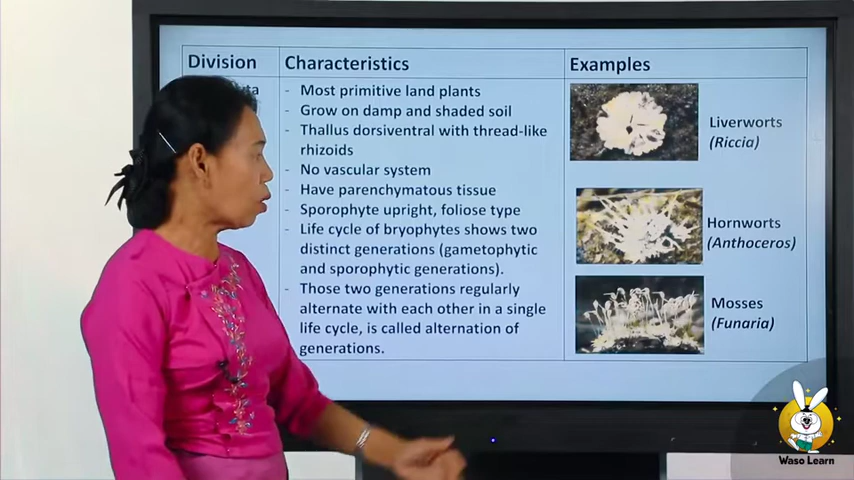 Division Characteristics Examples
- Most primitive land plants
- Grow on damp and shaded soil
- Thallus dorsiventral with thread-like
rhizoids
- No vascular system
- Have parenchymatous tissue
- Sporophyte upright, foliose type
- Life cycle of bryophytes shows two
distinct generations (gametophytic
and sporophytic generations).
- Those two generations regularly
alternate with each other in a single
life cycle, is called alternation of
generations.
Liverworts
(Riccia)
Hornworts
(Anthoceros)
Mosses
(Funaria)
Waso Learn